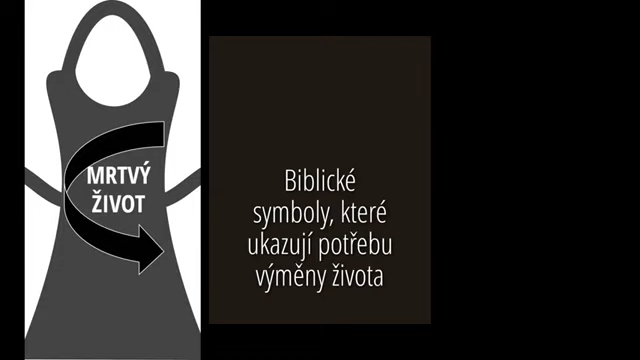 MRTVÝ
ŽIVOT
Biblické
symboly, které
ukazují potřebu
výměny života